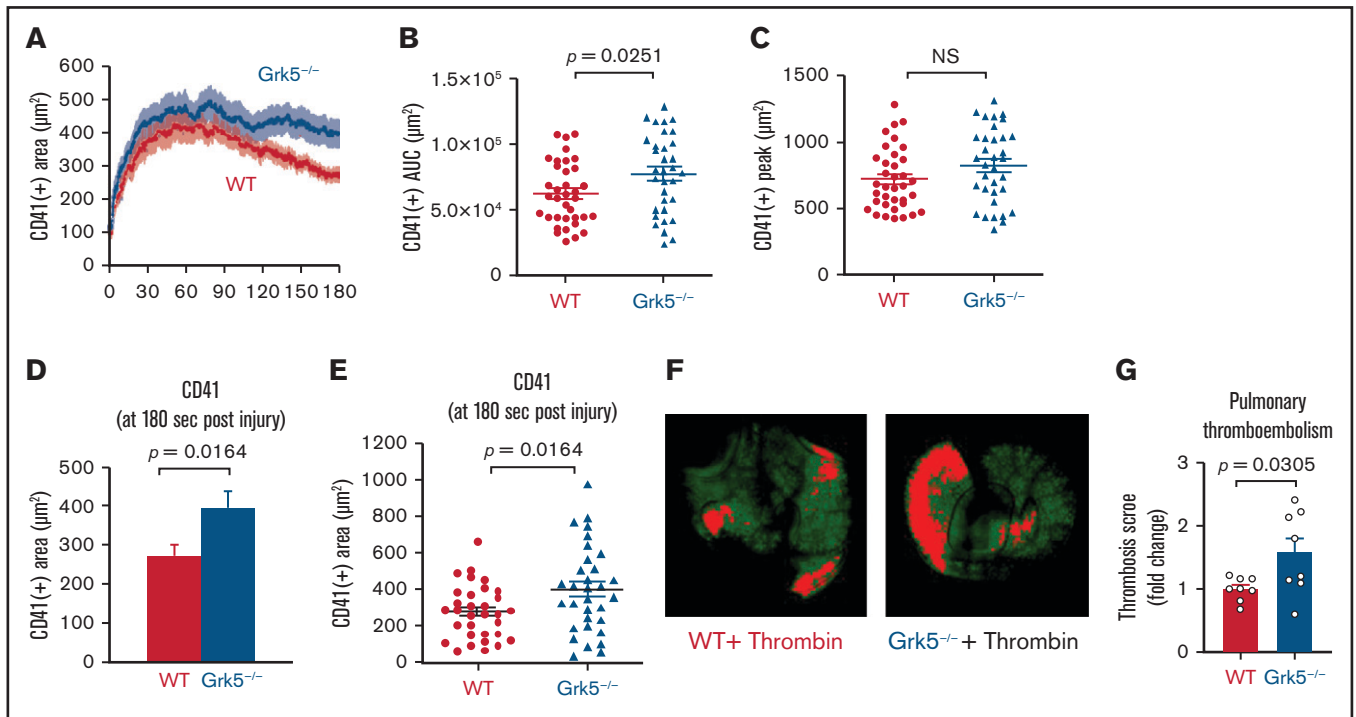 A
CD41(+) area (µm²)
600
500
400
300
200
100
0
Grk5⁻/⁻
WT
0 30 60 90 120 150 180
B
p = 0.0251
CD41(+) AUC (µm²)
1.5×10⁵
1.0×10⁵
5.0×10⁴
0
WT Grk5⁻/⁻
C
NS
CD41(+) peak (µm²)
1500
1000
500
0
WT Grk5⁻/⁻
D
CD41
(at 180 sec post injury)
p = 0.0164
CD41(+) area (µm²)
500
400
300
200
100
0
WT Grk5⁻/⁻
E
CD41
(at 180 sec post injury)
p = 0.0164
CD41(+) area (µm²)
1200
1000
800
600
400
200
0
WT Grk5⁻/⁻
F
WT+ Thrombin
Grk5⁻/⁻ + Thrombin
G
Pulmonary
thromboembolism
p = 0.0305
Thrombosis scroe
(fold change)
3
2
1
0
WT Grk5⁻/⁻